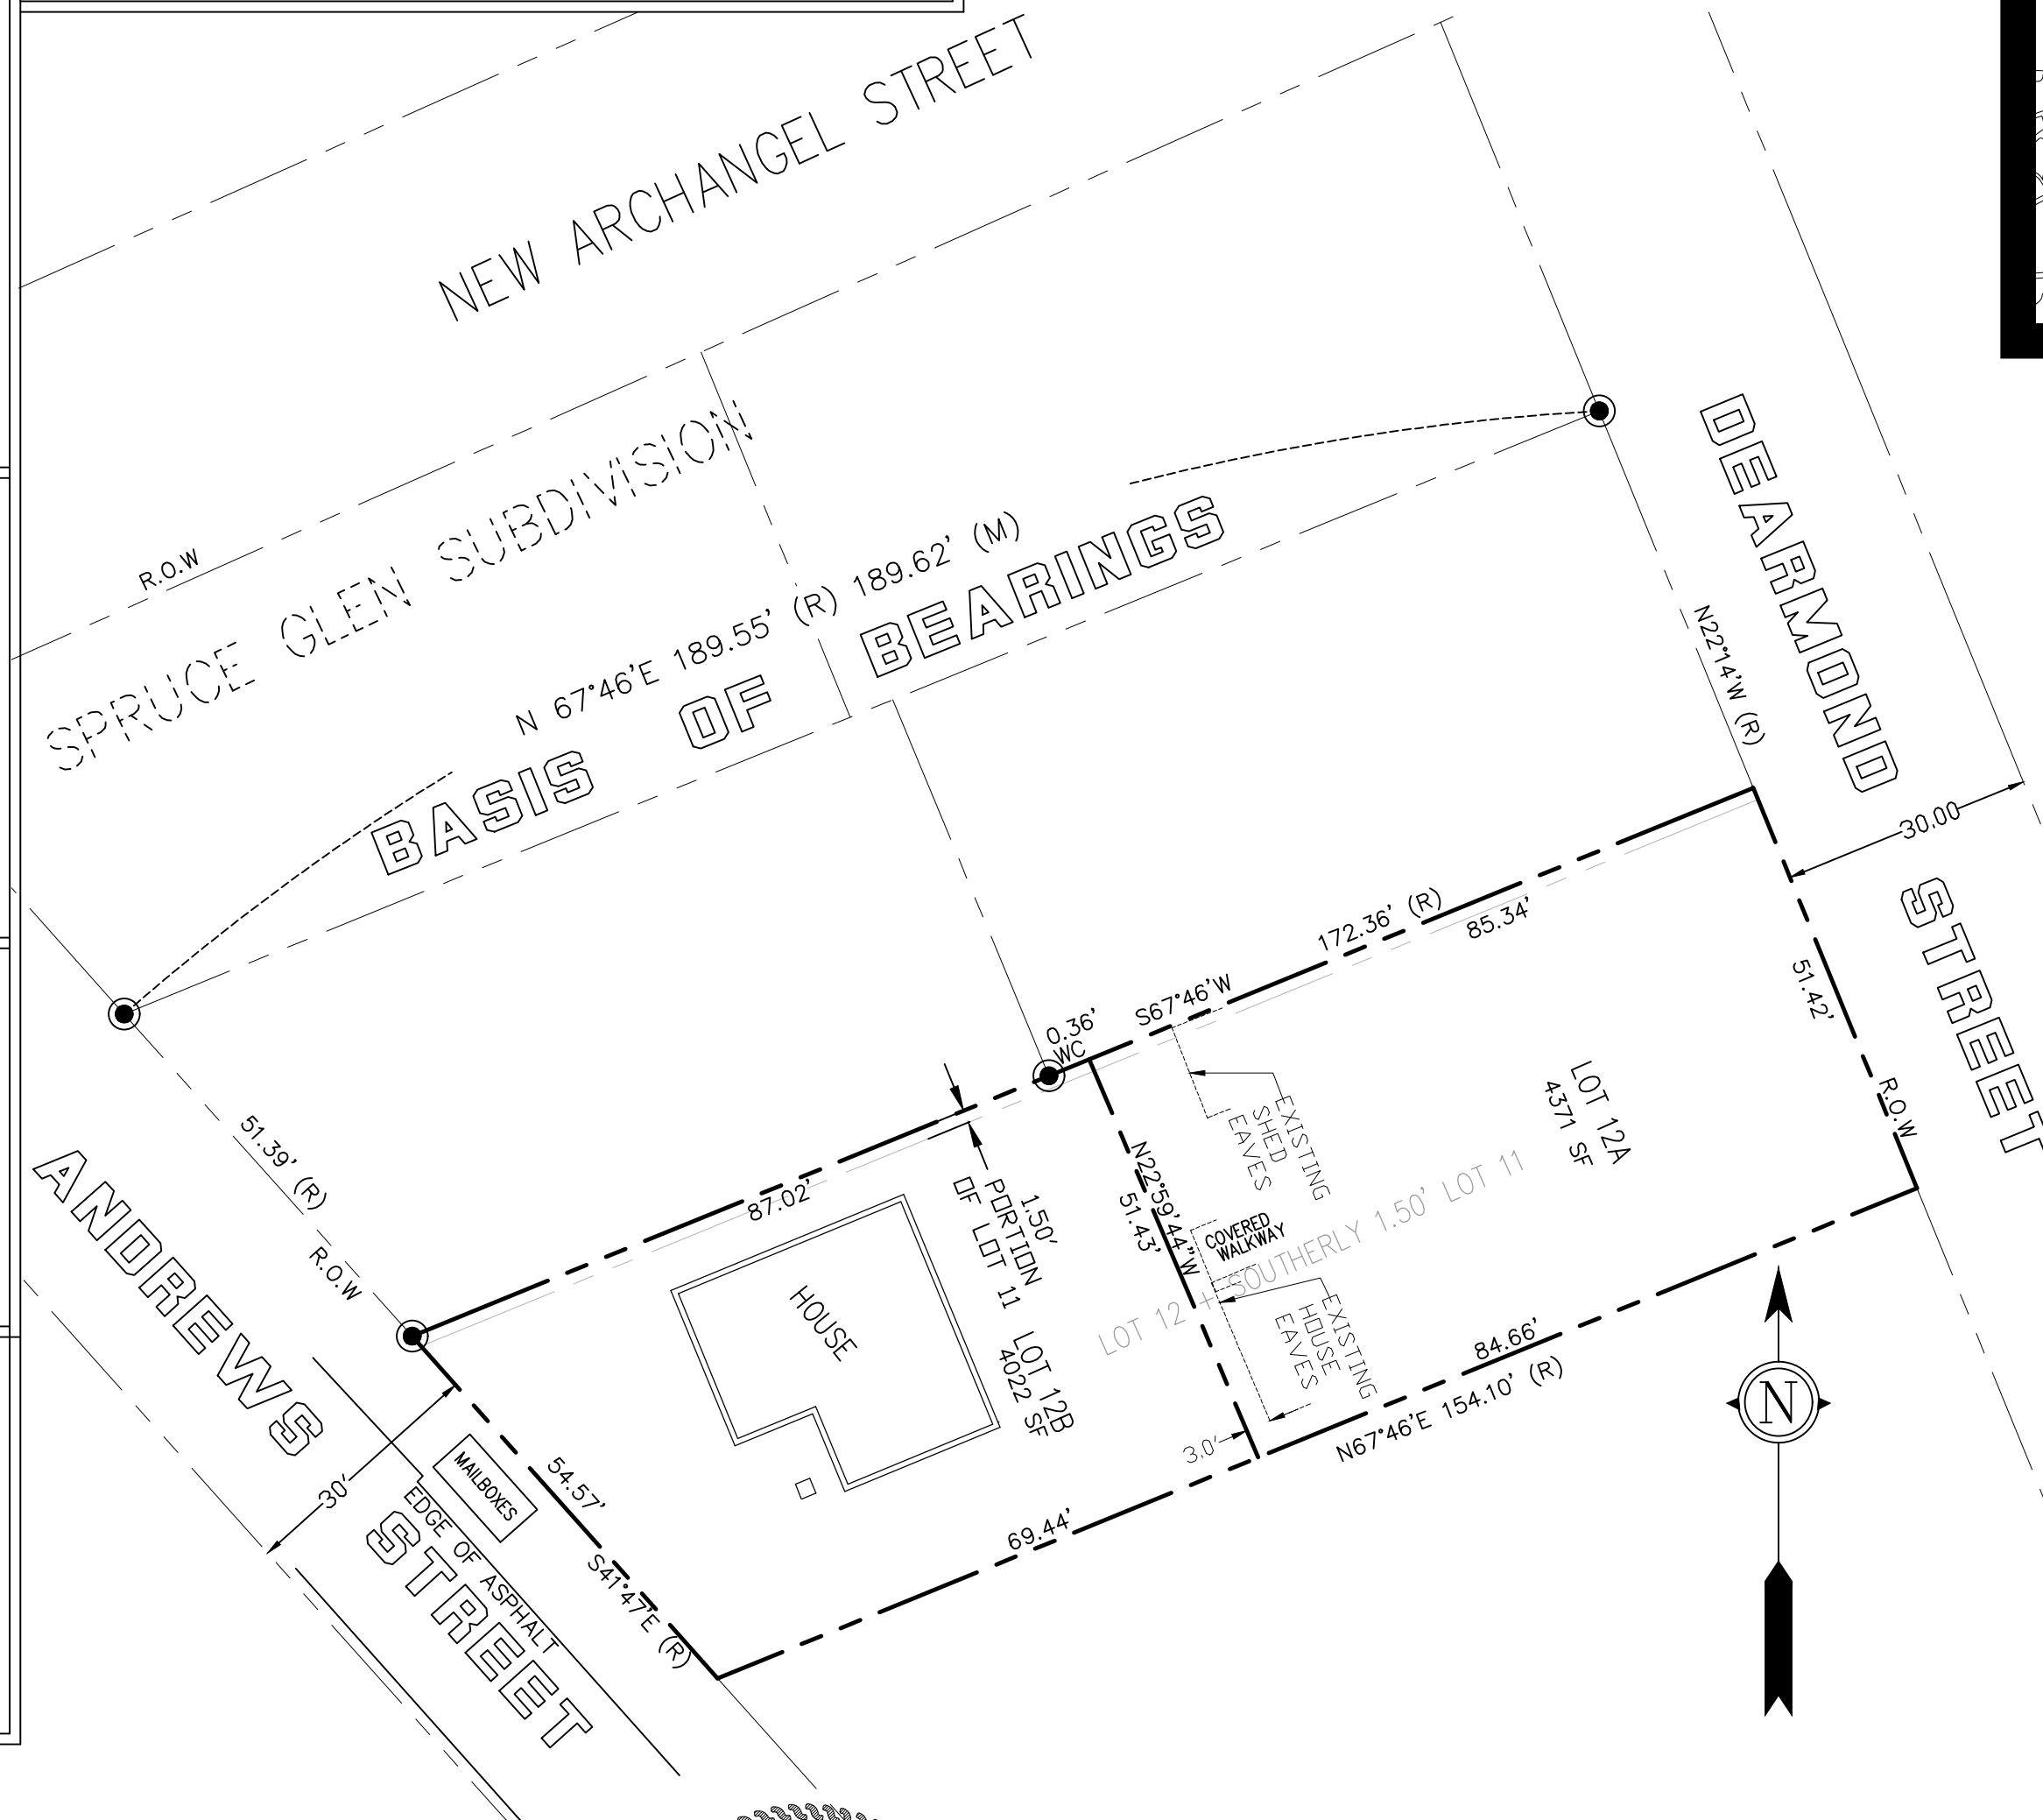 NEW ARCHANGEL STREET
R.O.W
SPRUCE GLEN SUBDIVISION
N 67°46'E 189.55' (R) 189.62' (M)
BASIS OF BEARINGS
DEARMOND STREET
N22°14'W (R)
30.00
172.36' (R)
85.34'
S67°46'W
0.36'
WC
51.42'
R.O.W
LOT 12A
4371 SF
EXISTING
SHED
EAVES
51.39' (R)
R.O.W
ANDREWS STREET
87.02'
1.50'
PORTION
OF LOT 11
N22°59'44"W
51.43'
COVERED
WALKWAY
LOT 12 + SOUTHERLY 1.50' LOT 11
EXISTING
HOUSE
EAVES
HOUSE
LOT 12B
4022 SF
84.66'
N67°46'E 154.10' (R)
3.0'
N
30'
MAILBOXES
EDGE OF ASPHALT
54.57'
S41°47'E (R)
69.44'